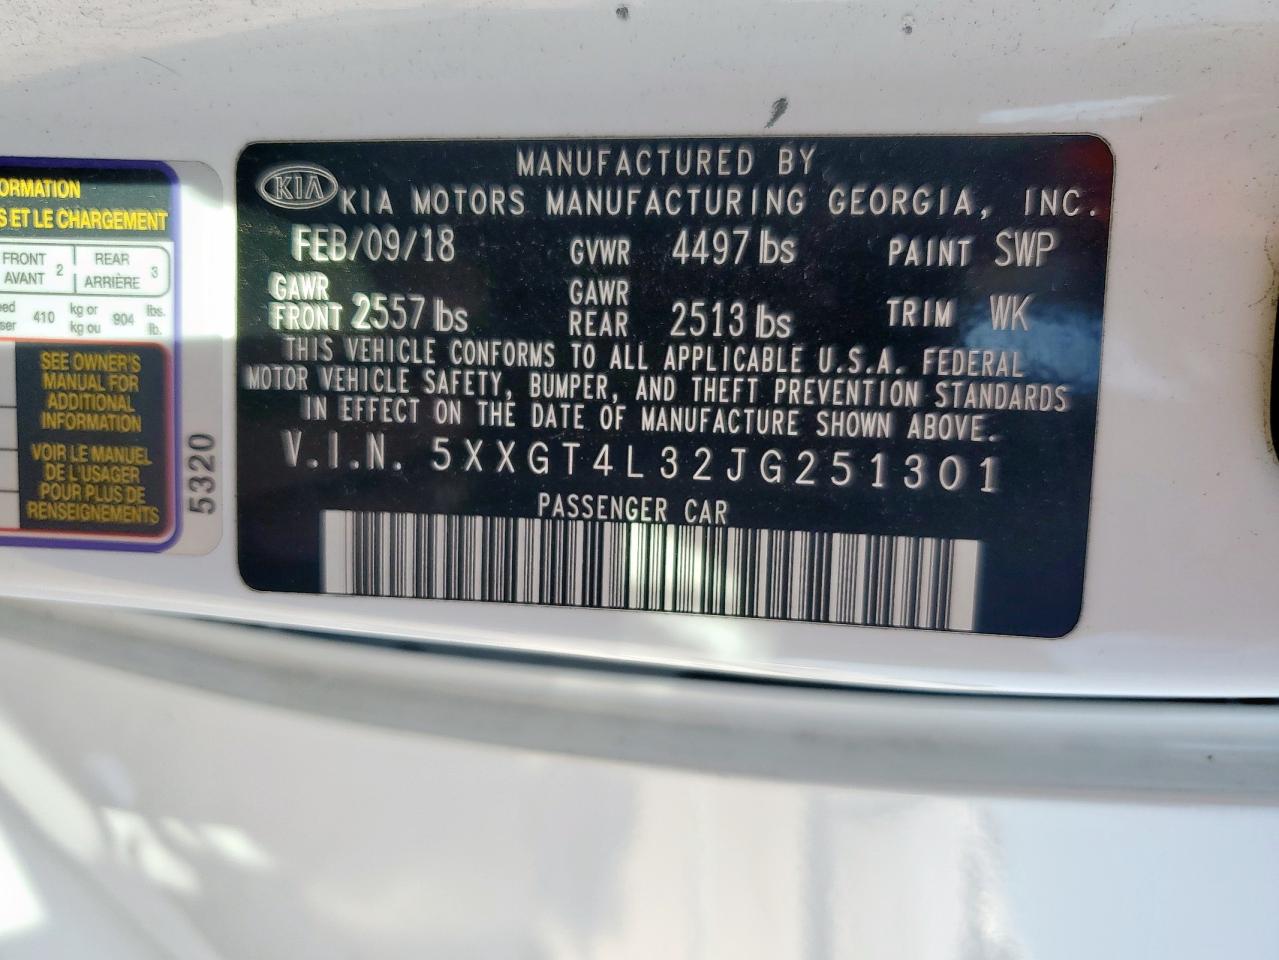 ORMATION
S ET LE CHARGEMENT
FRONT AVANT 2 REAR ARRIÈRE 3
410 kg or kg ou 904 lbs. lb.
SEE OWNER'S
MANUAL FOR
ADDITIONAL
INFORMATION
VOIR LE MANUEL
DE L'USAGER
POUR PLUS DE
RENSEIGNEMENTS
5320
MANUFACTURED BY
KIA KIA MOTORS MANUFACTURING GEORGIA, INC.
FEB/09/18 GVWR 4497 lbs PAINT SWP
GAWR FRONT 2557 lbs GAWR REAR 2513 lbs TRIM WK
THIS VEHICLE CONFORMS TO ALL APPLICABLE U.S.A. FEDERAL
MOTOR VEHICLE SAFETY, BUMPER, AND THEFT PREVENTION STANDARDS
IN EFFECT ON THE DATE OF MANUFACTURE SHOWN ABOVE.
V.I.N. 5XXGT4L32JG251301
PASSENGER CAR